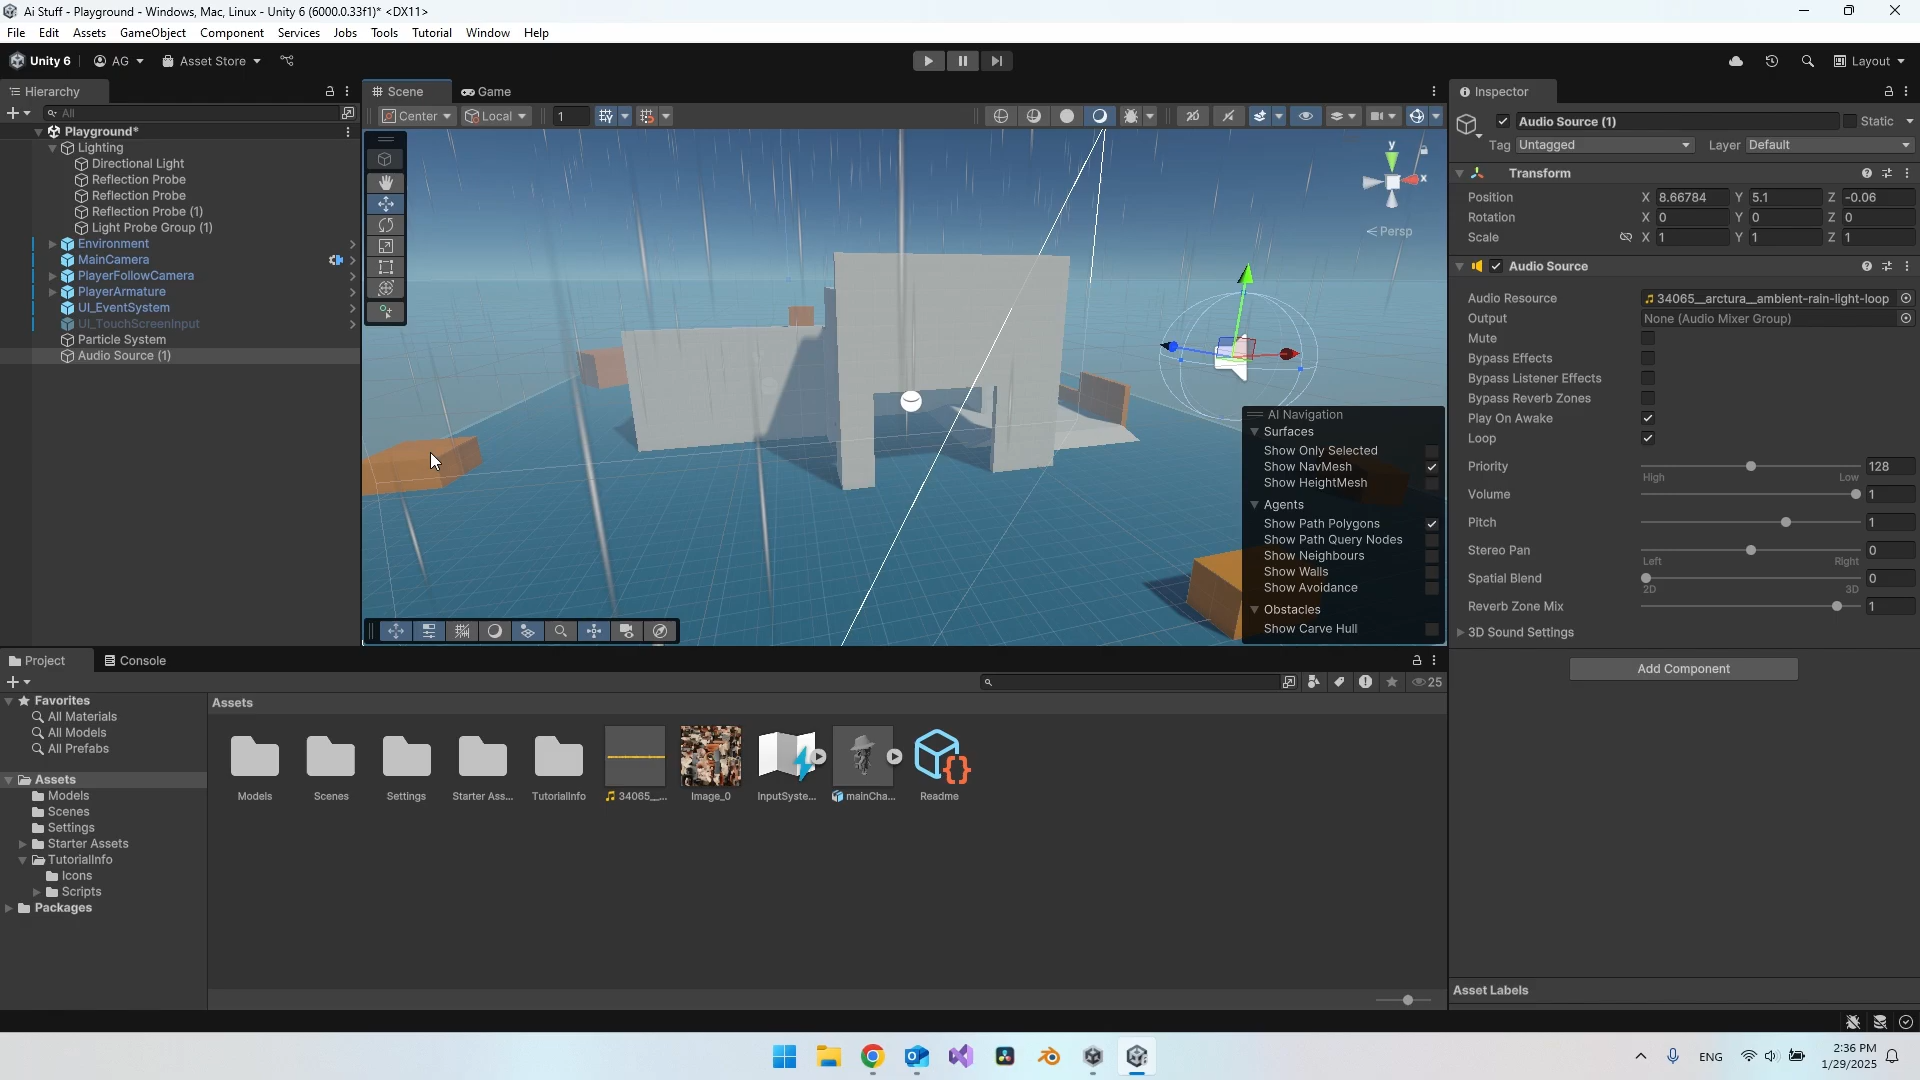 Ai Stuff - Playground - Windows, Mac, Linux - Unity 6 (6000.0.33f1)* <DX11>
File Edit Assets GameObject Component Services Jobs Tools Tutorial Window Help
Unity 6 AG Asset Store Layout
Hierarchy
All
Playground*
Lighting
Directional Light
Reflection Probe
Reflection Probe
Reflection Probe (1)
Light Probe Group (1)
Environment
MainCamera
PlayerFollowCamera
PlayerArmature
UI_EventSystem
UI_TouchScreenInput
Particle System
Audio Source (1)
Scene Game
Center Local 1 2D
y
x
Persp
AI Navigation
Surfaces
Show Only Selected
Show NavMesh
Show HeightMesh
Agents
Show Path Polygons
Show Path Query Nodes
Show Neighbours
Show Walls
Show Avoidance
Obstacles
Show Carve Hull
Inspector
Audio Source (1) Static
Tag Untagged Layer Default
Transform
Position X 8.66784 Y 5.1 Z -0.06
Rotation X 0 Y 0 Z 0
Scale X 1 Y 1 Z 1
Audio Source
Audio Resource 34065__arctura__ambient-rain-light-loop
Output None (Audio Mixer Group)
Mute
Bypass Effects
Bypass Listener Effects
Bypass Reverb Zones
Play On Awake
Loop
Priority 128
High Low
Volume 1
Pitch 1
Stereo Pan 0
Left Right
Spatial Blend 0
2D 3D
Reverb Zone Mix 1
3D Sound Settings
Add Component
Asset Labels
Project Console
25
Favorites
All Materials
All Models
All Prefabs
Assets
Models
Scenes
Settings
Starter Assets
TutorialInfo
Icons
Scripts
Packages
Assets
Models Scenes Settings Starter Ass... TutorialInfo 34065__... Image_0 InputSyste... mainCha... Readme
ENG
2:36 PM
1/29/2025